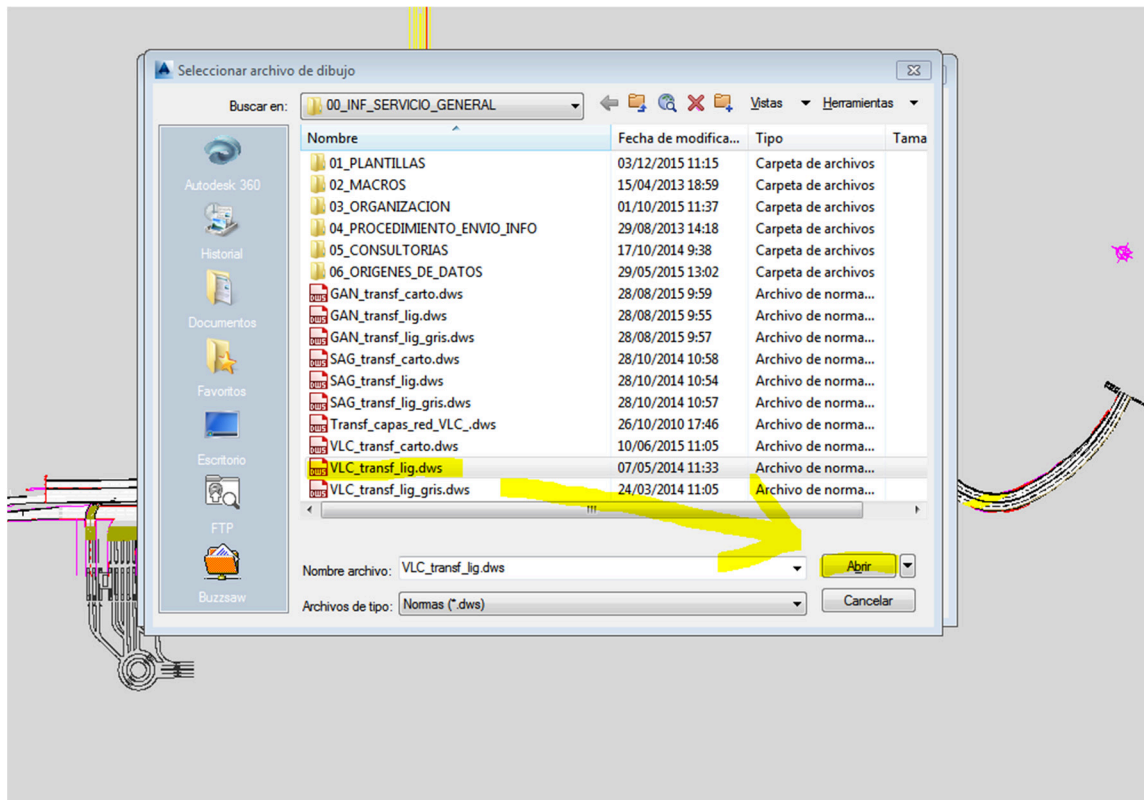 Seleccionar archivo de dibujo
Buscar en: 00_INF_SERVICIO_GENERAL Vistas Herramientas
Nombre Fecha de modifica... Tipo Tama
01_PLANTILLAS 03/12/2015 11:15 Carpeta de archivos
02_MACROS 15/04/2013 18:59 Carpeta de archivos
03_ORGANIZACION 01/10/2015 11:37 Carpeta de archivos
04_PROCEDIMIENTO_ENVIO_INFO 29/08/2013 14:18 Carpeta de archivos
05_CONSULTORIAS 17/10/2014 9:38 Carpeta de archivos
06_ORIGENES_DE_DATOS 29/05/2015 13:02 Carpeta de archivos
GAN_transf_carto.dws 28/08/2015 9:59 Archivo de norma...
GAN_transf_lig.dws 28/08/2015 9:55 Archivo de norma...
GAN_transf_lig_gris.dws 28/08/2015 9:57 Archivo de norma...
SAG_transf_carto.dws 28/10/2014 10:58 Archivo de norma...
SAG_transf_lig.dws 28/10/2014 10:54 Archivo de norma...
SAG_transf_lig_gris.dws 28/10/2014 10:57 Archivo de norma...
Transf_capas_red_VLC_.dws 26/10/2010 17:46 Archivo de norma...
VLC_transf_carto.dws 10/06/2015 11:05 Archivo de norma...
VLC_transf_lig.dws 07/05/2014 11:33 Archivo de norma...
VLC_transf_lig_gris.dws 24/03/2014 11:05 Archivo de norma...
Autodesk 360
Historial
Documentos
Favoritos
Escritorio
FTP
Buzzsaw
Nombre archivo: VLC_transf_lig.dws Abrir
Archivos de tipo: Normas (*.dws) Cancelar